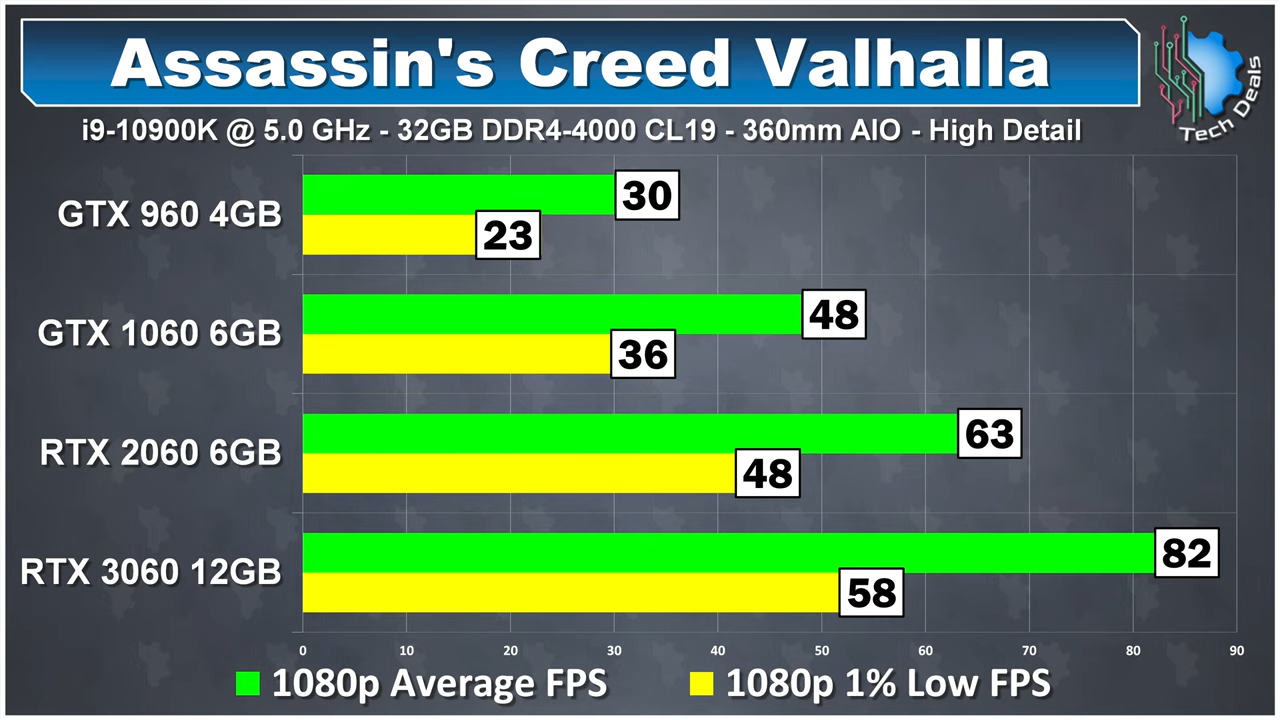 Assassin's Creed Valhalla
Tech Deals
i9-10900K @ 5.0 GHz - 32GB DDR4-4000 CL19 - 360mm AIO - High Detail
GTX 960 4GB
30
23
GTX 1060 6GB
48
36
RTX 2060 6GB
63
48
RTX 3060 12GB
82
58
0 10 20 30 40 50 60 70 80 90
1080p Average FPS 1080p 1% Low FPS